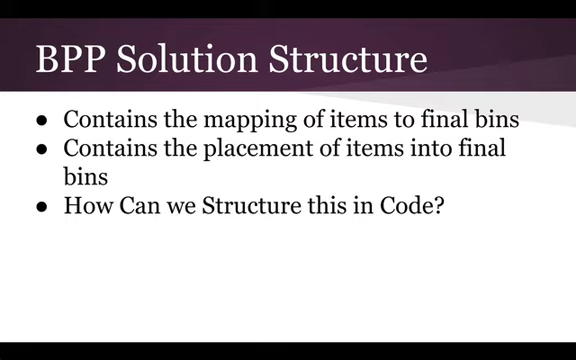 BPP Solution Structure
● Contains the mapping of items to final bins
● Contains the placement of items into final
bins
● How Can we Structure this in Code?